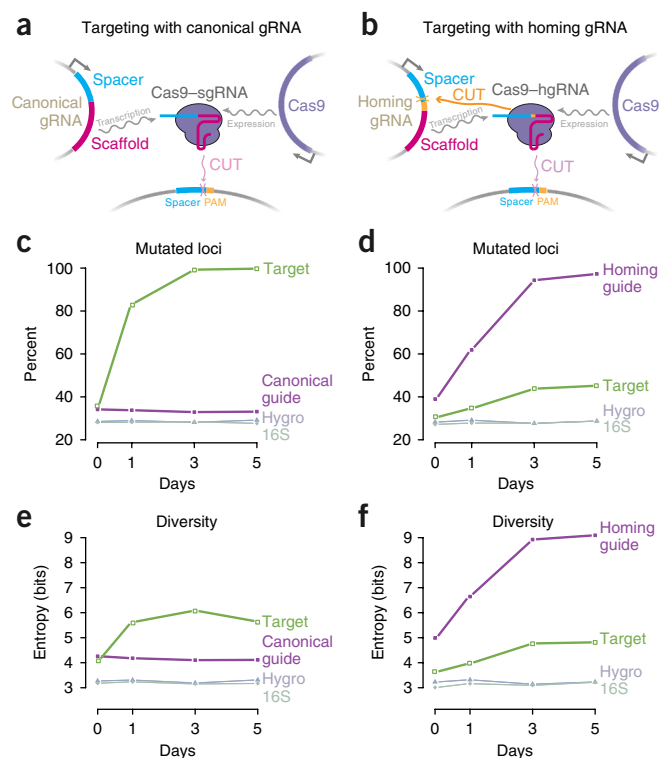 a
Targeting with canonical gRNA
Spacer
Canonical
gRNA
Scaffold
Transcription
Cas9–sgRNA
Expression
Cas9
CUT
Spacer PAM
b
Targeting with homing gRNA
Spacer
CUT
Homing
gRNA
Scaffold
Transcription
Cas9–hgRNA
Expression
Cas9
CUT
Spacer PAM
c
Mutated loci
Percent
100
80
60
40
20
Target
Canonical
guide
Hygro
16S
0 1 3 5
Days
d
Mutated loci
Percent
100
80
60
40
20
Homing
guide
Target
Hygro
16S
0 1 3 5
Days
e
Diversity
Entropy (bits)
9
8
7
6
5
4
3
Target
Canonical
guide
Hygro
16S
0 1 3 5
Days
f
Diversity
Entropy (bits)
9
8
7
6
5
4
3
Homing
guide
Target
Hygro
16S
0 1 3 5
Days